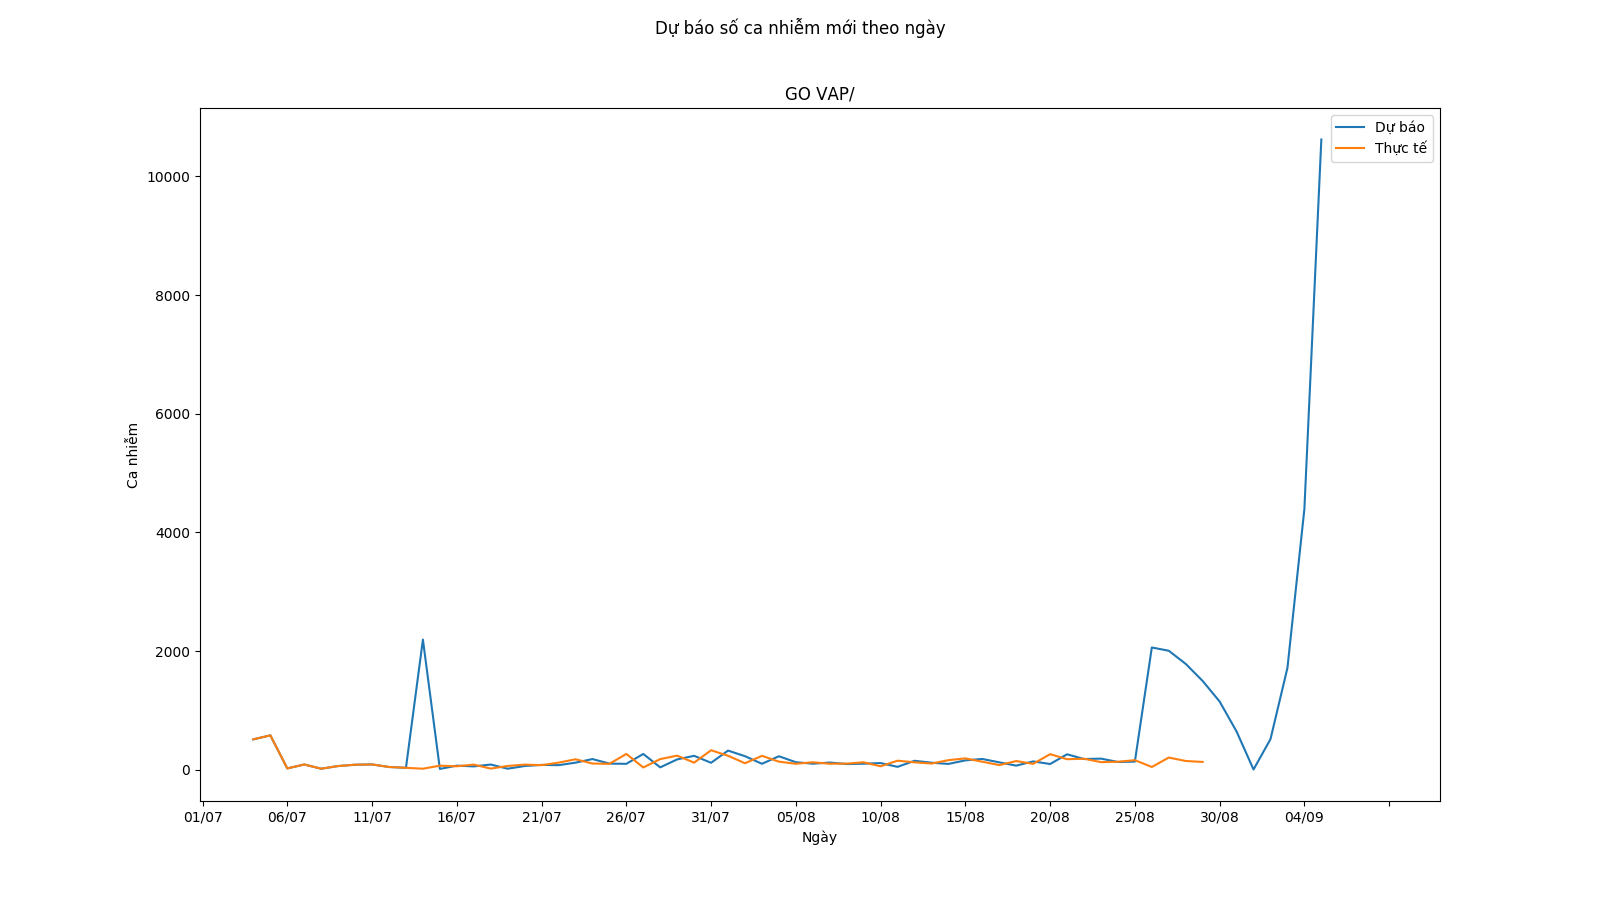 Dự báo số ca nhiễm mới theo ngày
GO VAP/
Dự báo
Thực tế
10000
8000
6000
4000
2000
0
Ca nhiễm
01/07 06/07 11/07 16/07 21/07 26/07 31/07 05/08 10/08 15/08 20/08 25/08 30/08 04/09
Ngày